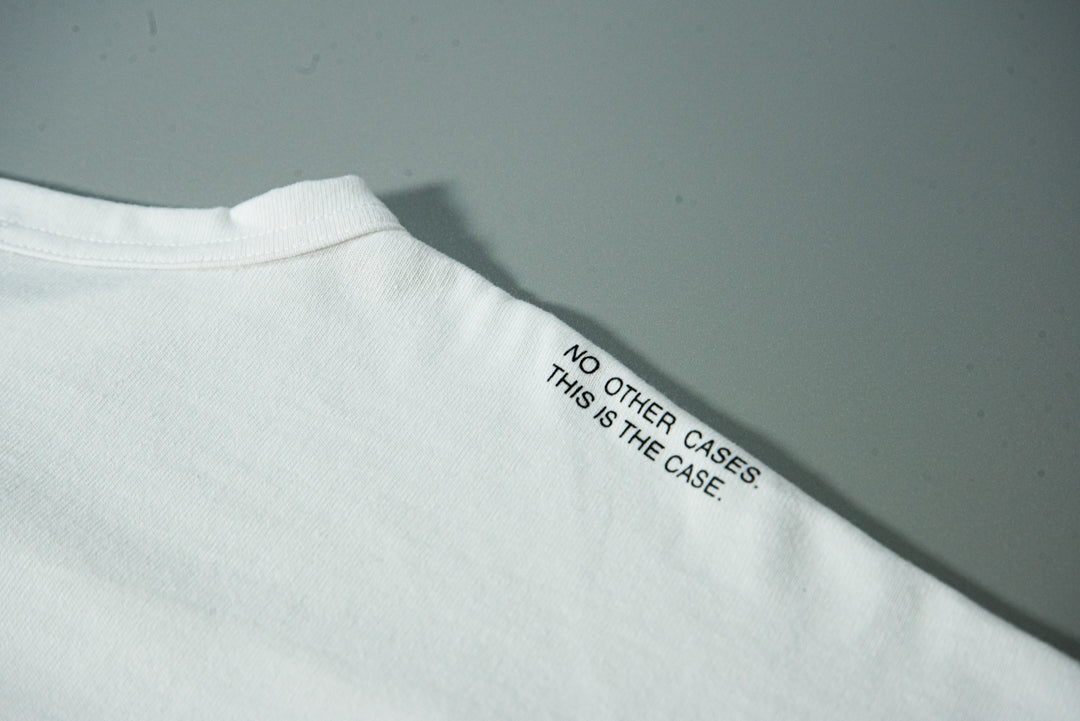 NO OTHER CASES.
THIS IS THE CASE.